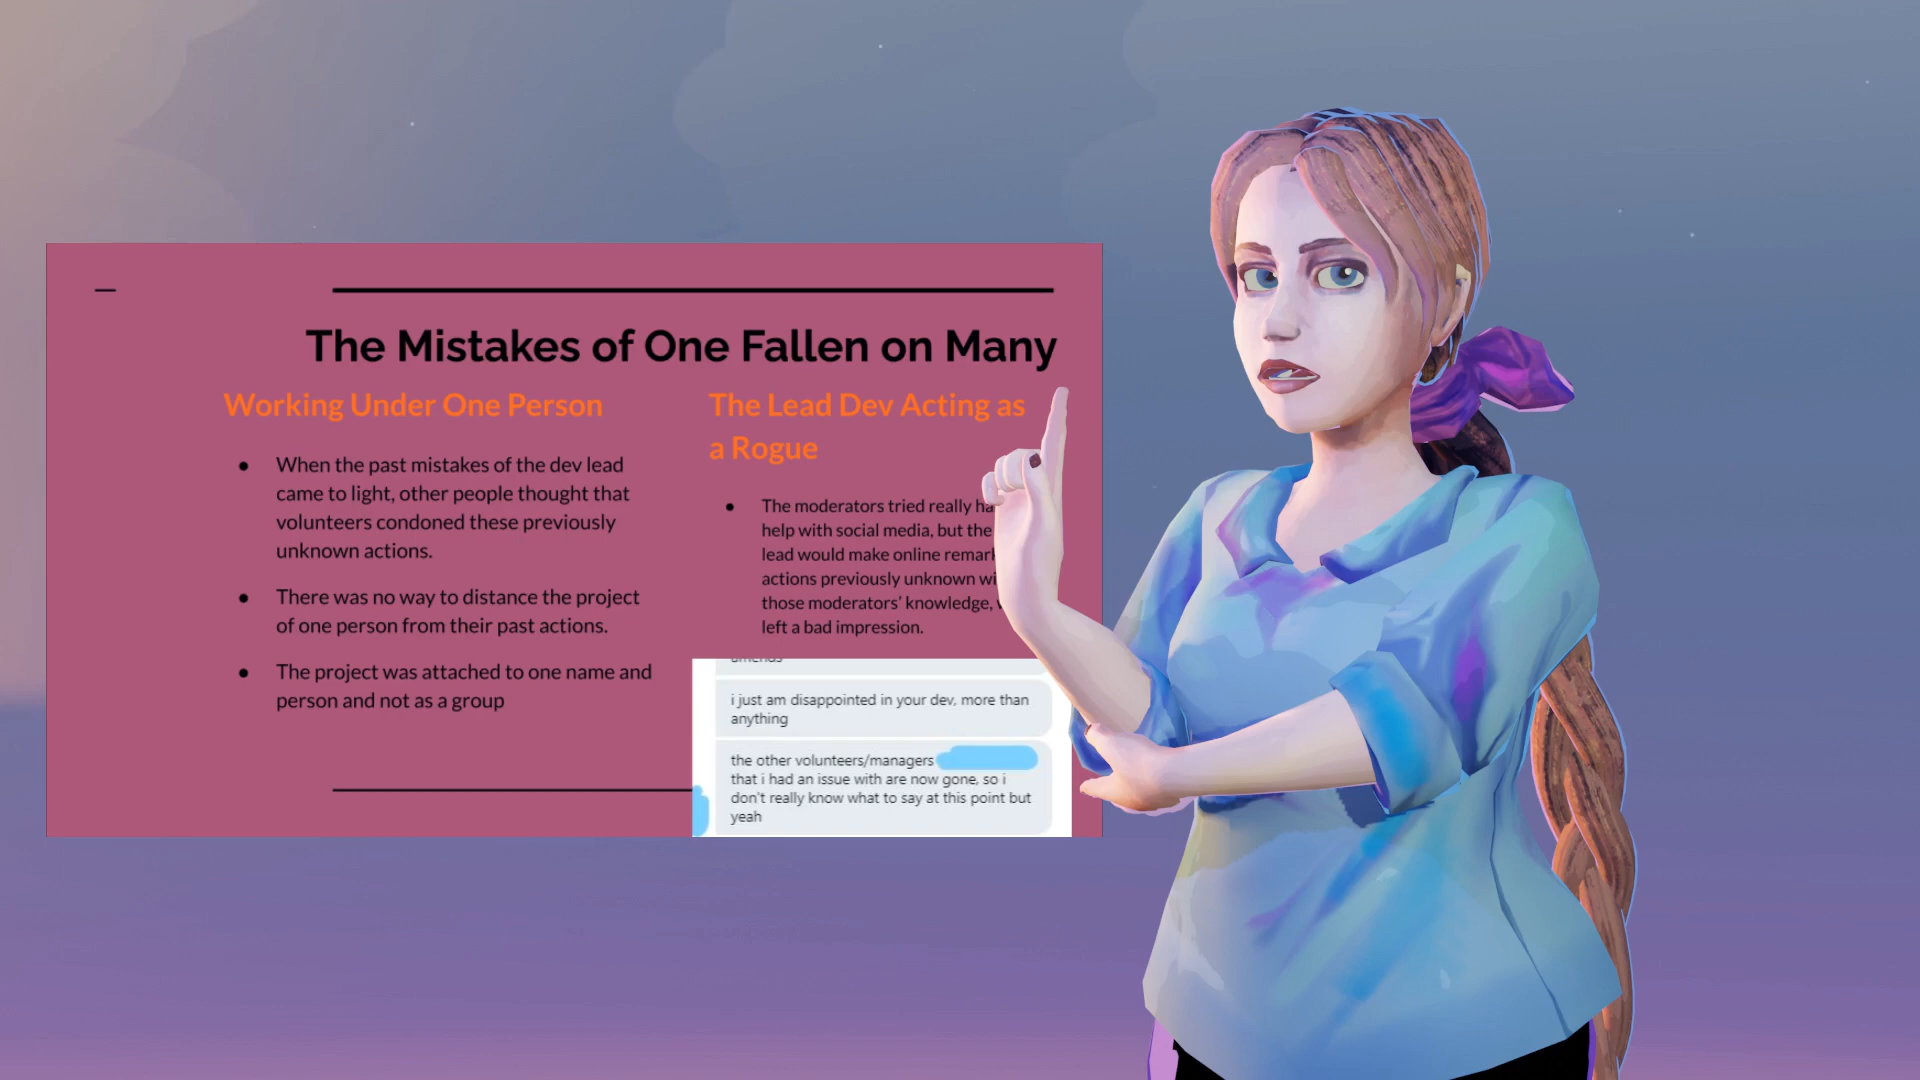 The Mistakes of One Fallen on Many
Working Under One Person
When the past mistakes of the dev lead
came to light, other people thought that
volunteers condoned these previously
unknown actions.
There was no way to distance the project
of one person from their past actions.
The project was attached to one name and
person and not as a group
The Lead Dev Acting as
a Rogue
The moderators tried really
help with social media, but the
lead would make online
actions previously unknown
those moderators' knowledge,
left a bad impression.
i just am disappointed in your dev, more than
anything
the other volunteers/managers
that i had an issue with are now gone, so i
don't really know what to say at this point but
yeah